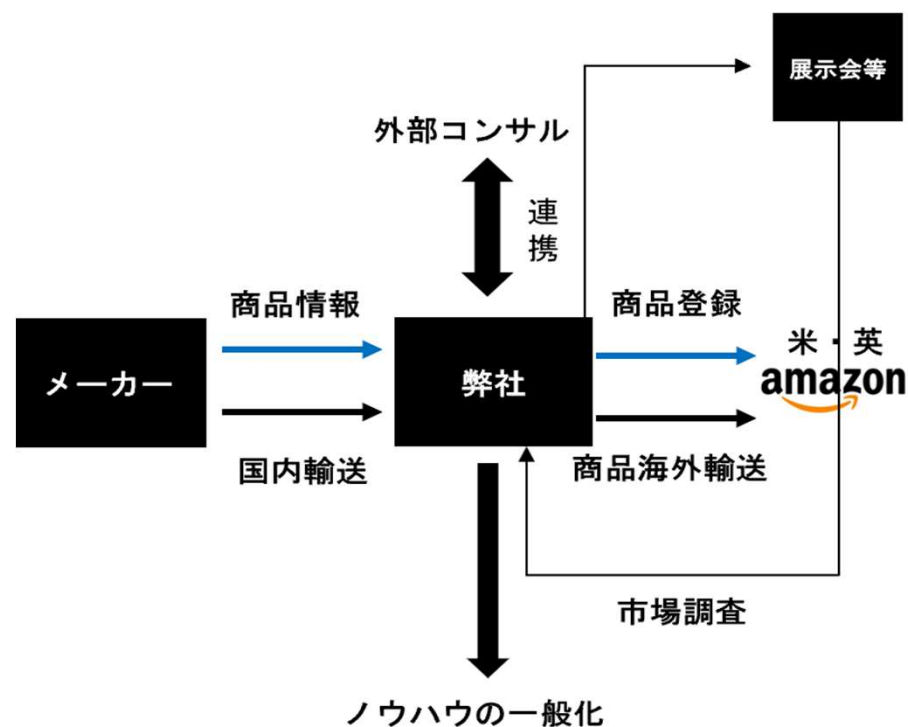 展示会等
外部コンサル
連携
商品情報
商品登録
メーカー
弊社
米・英
amazon
国内輸送
商品海外輸送
市場調査
ノウハウの一般化